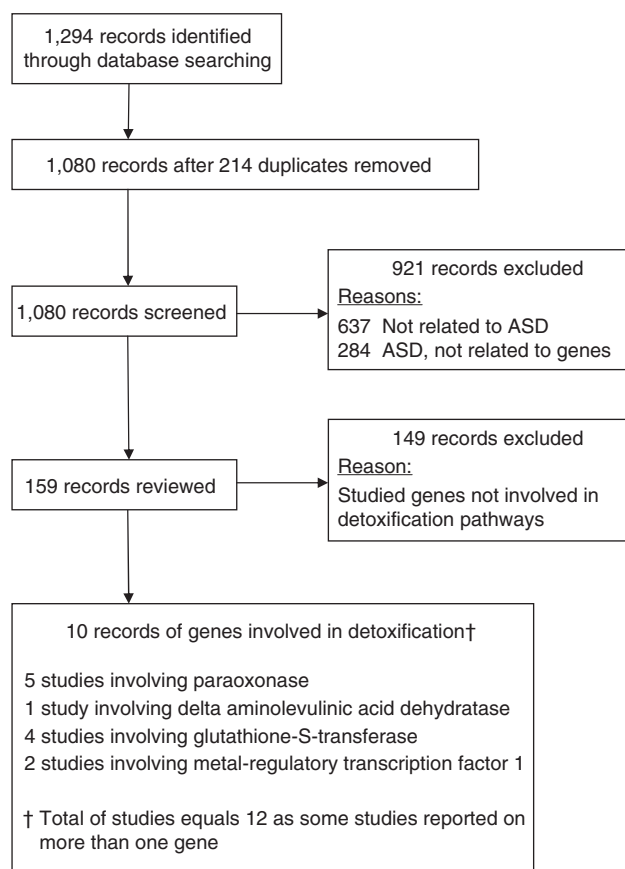 1,294 records identified
through database searching
1,080 records after 214 duplicates removed
1,080 records screened
921 records excluded
Reasons:
637 Not related to ASD
284 ASD, not related to genes
159 records reviewed
149 records excluded
Reason:
Studied genes not involved in
detoxification pathways
10 records of genes involved in detoxification†
5 studies involving paraoxonase
1 study involving delta aminolevulinic acid dehydratase
4 studies involving glutathione-S-transferase
2 studies involving metal-regulatory transcription factor 1
† Total of studies equals 12 as some studies reported on
more than one gene